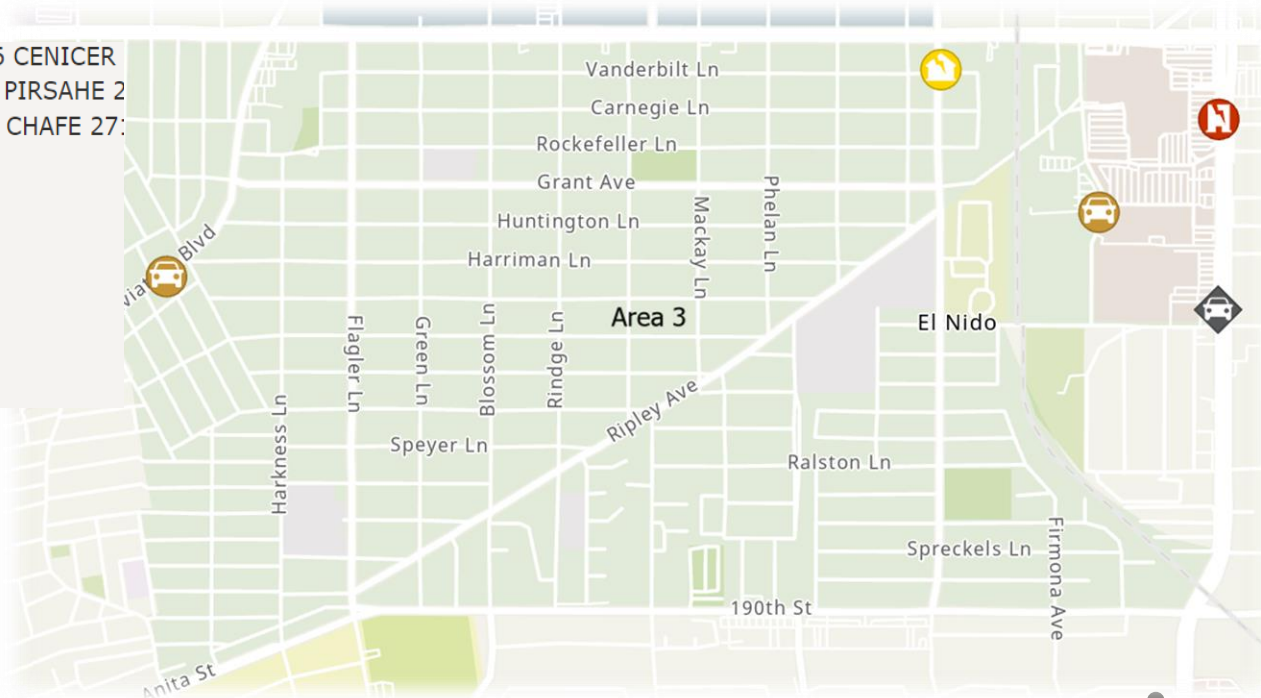 5 CENICER
PIRSAHE 2
CHAFE 271
Vanderbilt Ln
Carnegie Ln
Rockefeller Ln
Grant Ave
Huntington Ln
Harriman Ln
Mackay Ln
Phelan Ln
Blvd
Area 3
El Nido
Flagler Ln
Green Ln
Blossom Ln
Rindge Ln
Ripley Ave
Harkness Ln
Speyer Ln
Ralston Ln
Spreckels Ln
Firmona Ave
190th St
Anita St